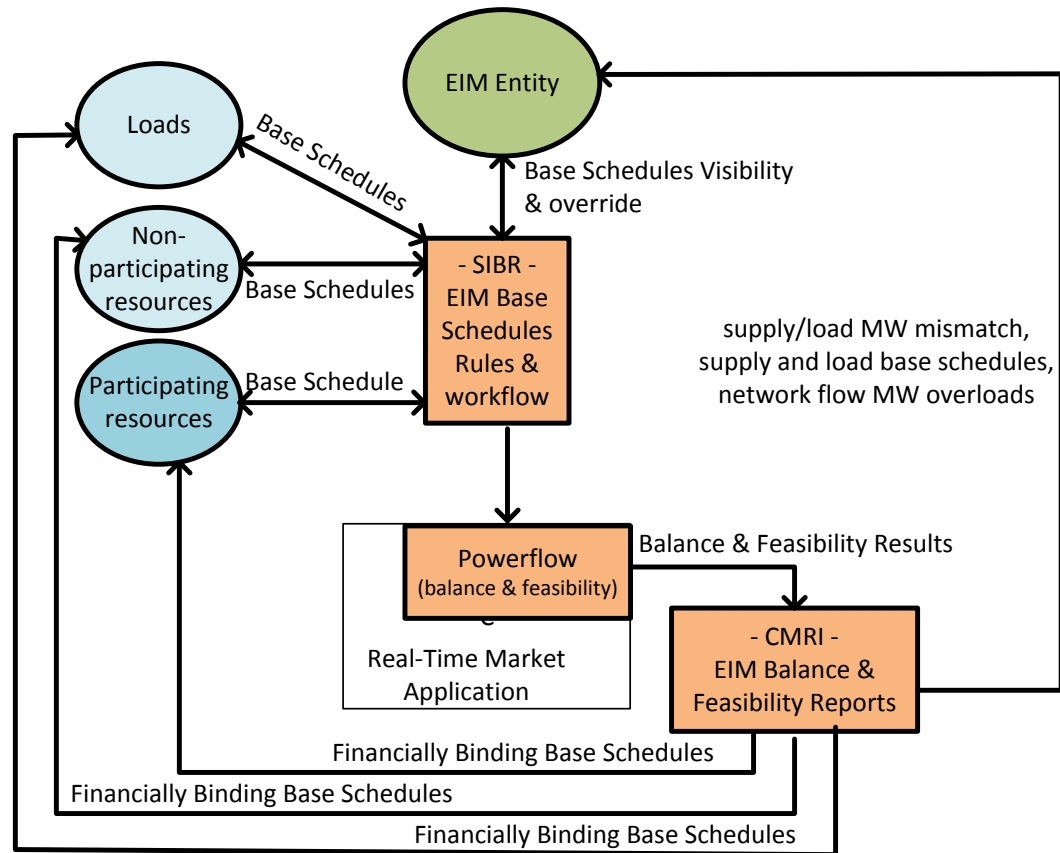 EIM Entity
Loads
Base Schedules
Base Schedules Visibility
& override
Non-
participating
resources
Base Schedules
- SIBR -
EIM Base
Schedules
Rules &
workflow
supply/load MW mismatch,
supply and load base schedules,
network flow MW overloads
Participating
resources
Base Schedule
Powerflow
(balance & feasibility)
Balance & Feasibility Results
Real-Time Market
Application
- CMRI -
EIM Balance &
Feasibility Reports
Financially Binding Base Schedules
Financially Binding Base Schedules
Financially Binding Base Schedules